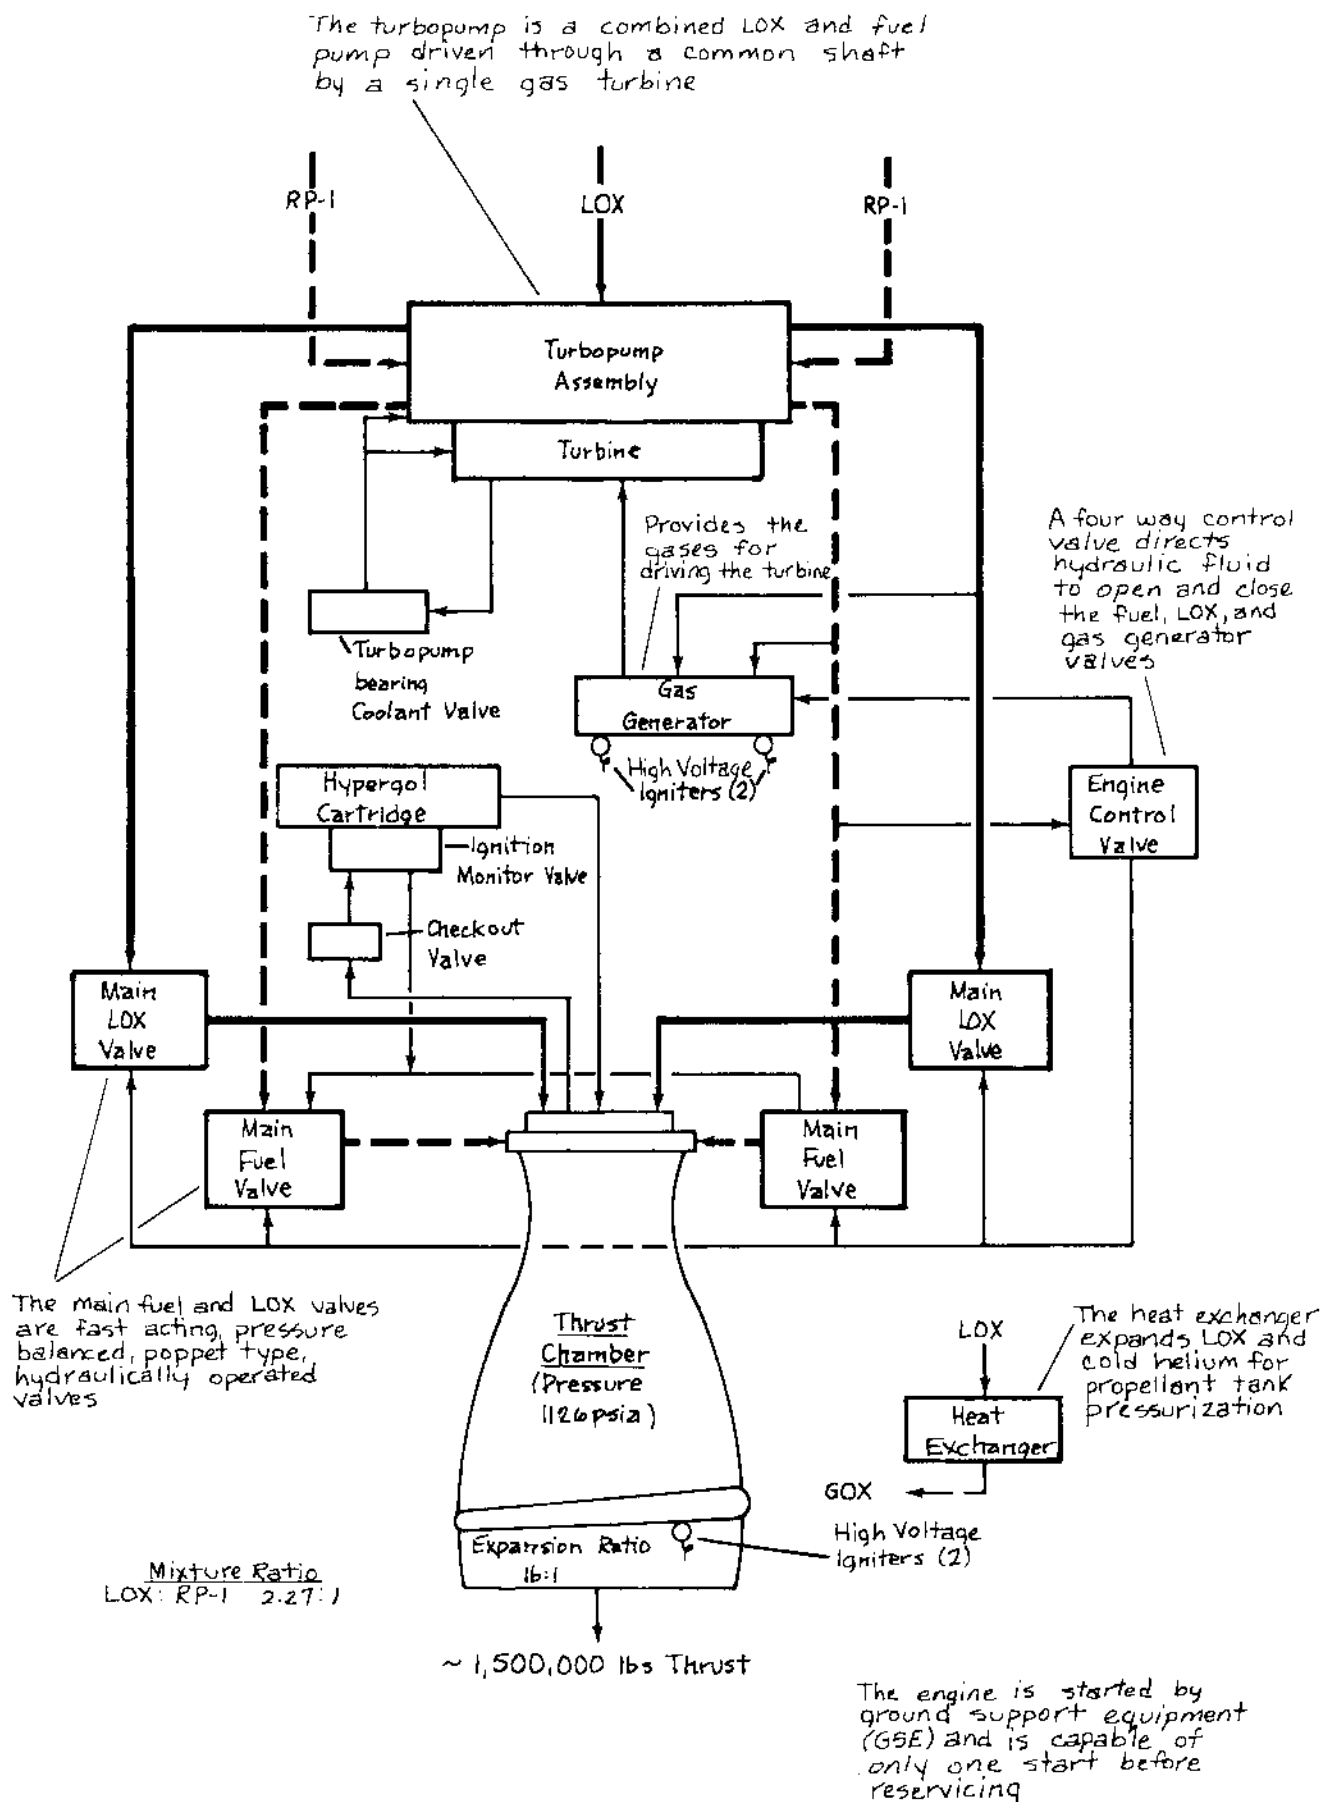 The turbopump is a combined LOX and fuel
pump driven through a common shaft
by a single gas turbine
RP-1
LOX
RP-1
Turbopump
Assembly
Turbine
Provides the
gases for
driving the turbine
A four way control
valve directs
hydraulic fluid
to open and close
the fuel, LOX, and
gas generator
valves
Turbopump
bearing
Coolant Valve
Gas
Generator
High Voltage
Igniters (2)
Hypergol
Cartridge
Ignition
Monitor Valve
Engine
Control
Valve
Checkout
Valve
Main
LOX
Valve
Main
LOX
Valve
Main
Fuel
Valve
Main
Fuel
Valve
The main fuel and LOX valves
are fast acting, pressure
balanced, poppet type,
hydraulically operated
valves
Thrust
Chamber
(Pressure
1126 psia)
LOX
The heat exchanger
expands LOX and
cold helium for
propellant tank
pressurization
Heat
Exchanger
GOX
High Voltage
Igniters (2)
Expansion Ratio
16:1
Mixture Ratio
LOX: RP-1 2.27:1
~ 1,500,000 lbs Thrust
The engine is started by
ground support equipment
(GSE) and is capable of
only one start before
reservicing